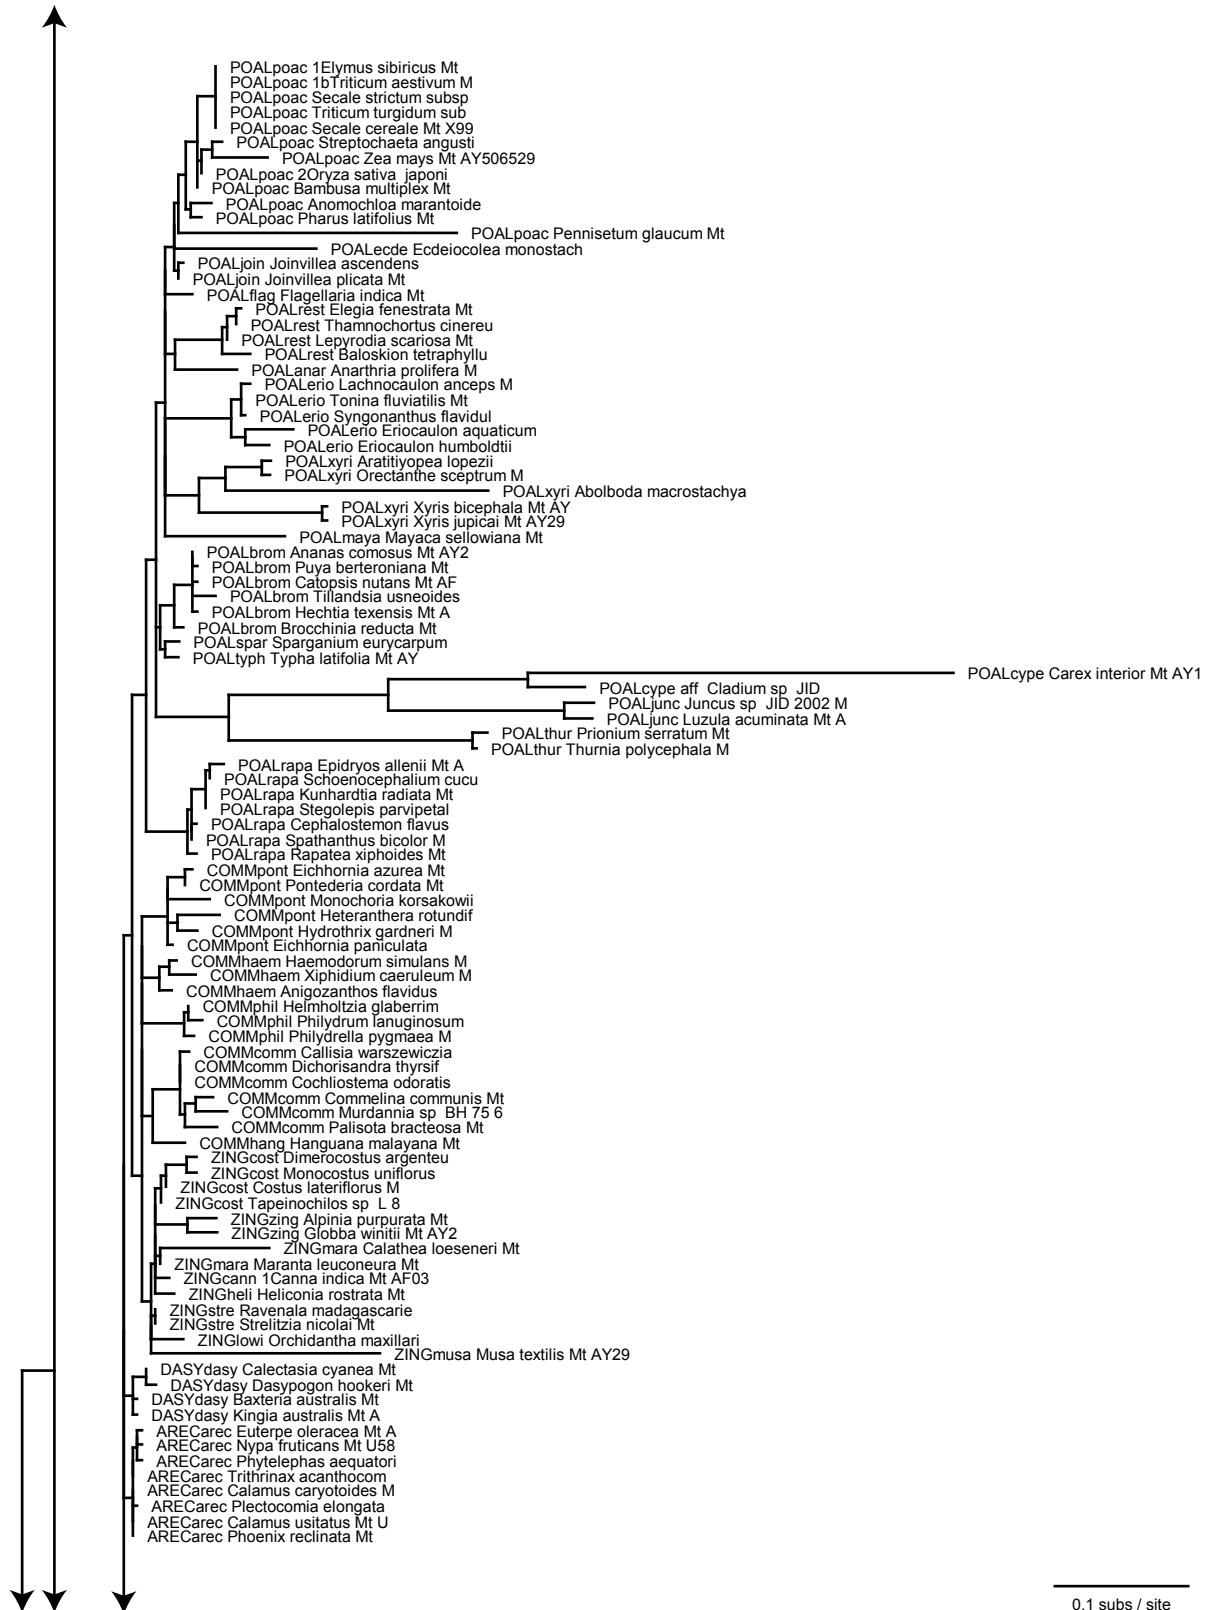 POALpoac 1Elymus sibiricus Mt
POALpoac 1bTriticum aestivum M
POALpoac Secale strictum subsp
POALpoac Triticum turgidum sub
POALpoac Secale cereale Mt X99
POALpoac Streptochaeta angusti
POALpoac Zea mays Mt AY506529
POALpoac 2Oryza sativa japoni
POALpoac Bambusa multiplex Mt
POALpoac Anomochloa marantoide
POALpoac Pharus latifolius Mt
POALpoac Pennisetum glaucum Mt
POALecde Ecdeiocolea monostach
POALjoin Joinvillea ascendens
POALjoin Joinvillea plicata Mt
POALflag Flagellaria indica Mt
POALrest Elegia fenestrata Mt
POALrest Thamnochortus cinereu
POALrest Lepyrodia scariosa Mt
POALrest Baloskion tetraphyllu
POALanar Anarthria prolifera M
POALerio Lachnocaulon anceps M
POALerio Tonina fluviatilis Mt
POALerio Syngonanthus flavidul
POALerio Eriocaulon aquaticum
POALerio Eriocaulon humboldtii
POALxyri Aratitiyopea lopezii
POALxyri Orectanthe sceptrum M
POALxyri Abolboda macrostachya
POALxyri Xyris bicephala Mt AY
POALxyri Xyris jupicai Mt AY29
POALmaya Mayaca sellowiana Mt
POALbrom Ananas comosus Mt AY2
POALbrom Puya berteroniana Mt
POALbrom Catopsis nutans Mt AF
POALbrom Tillandsia usneoides
POALbrom Hechtia texensis Mt A
POALbrom Brocchinia reducta Mt
POALspar Sparganium eurycarpum
POALtyph Typha latifolia Mt AY
POALcype Carex interior Mt AY1
POALcype aff Cladium sp JID
POALjunc Juncus sp JID 2002 M
POALjunc Luzula acuminata Mt A
POALthur Prionium serratum Mt
POALthur Thurnia polycephala M
POALrapa Epidryos allenii Mt A
POALrapa Schoenocephalium cucu
POALrapa Kunhardtia radiata Mt
POALrapa Stegolepis parvipetal
POALrapa Cephalostemon flavus
POALrapa Spathanthus bicolor M
POALrapa Rapatea xiphoides Mt
COMMpont Eichhornia azurea Mt
COMMpont Pontederia cordata Mt
COMMpont Monochoria korsakowii
COMMpont Heteranthera rotundif
COMMpont Hydrothrix gardneri M
COMMpont Eichhornia paniculata
COMMhaem Haemodorum simulans M
COMMhaem Xiphidium caeruleum M
COMMhaem Anigozanthos flavidus
COMMphil Helmholtzia glaberrim
COMMphil Philydrum lanuginosum
COMMphil Philydrella pygmaea M
COMMcomm Callisia warszewiczia
COMMcomm Dichorisandra thyrsif
COMMcomm Cochliostema odoratis
COMMcomm Commelina communis Mt
COMMcomm Murdannia sp BH 75 6
COMMcomm Palisota bracteosa Mt
COMMhang Hanguana malayana Mt
ZINGcost Dimerocostus argenteu
ZINGcost Monocostus uniflorus
ZINGcost Costus lateriflorus M
ZINGcost Tapeinochilos sp L 8
ZINGzing Alpinia purpurata Mt
ZINGzing Globba winitii Mt AY2
ZINGmara Calathea loeseneri Mt
ZINGmara Maranta leuconeura Mt
ZINGcann 1Canna indica Mt AF03
ZINGheli Heliconia rostrata Mt
ZINGstre Ravenala madagascarie
ZINGstre Strelitzia nicolai Mt
ZINGlowi Orchidantha maxillari
ZINGmusa Musa textilis Mt AY29
DASYdasy Calectasia cyanea Mt
DASYdasy Dasypogon hookeri Mt
DASYdasy Baxteria australis Mt
DASYdasy Kingia australis Mt A
ARECarec Euterpe oleracea Mt A
ARECarec Nypa fruticans Mt U58
ARECarec Phytelephas aequatori
ARECarec Trithrinax acanthocom
ARECarec Calamus caryotoides M
ARECarec Plectocomia elongata
ARECarec Calamus usitatus Mt U
ARECarec Phoenix reclinata Mt
0.1 subs / site